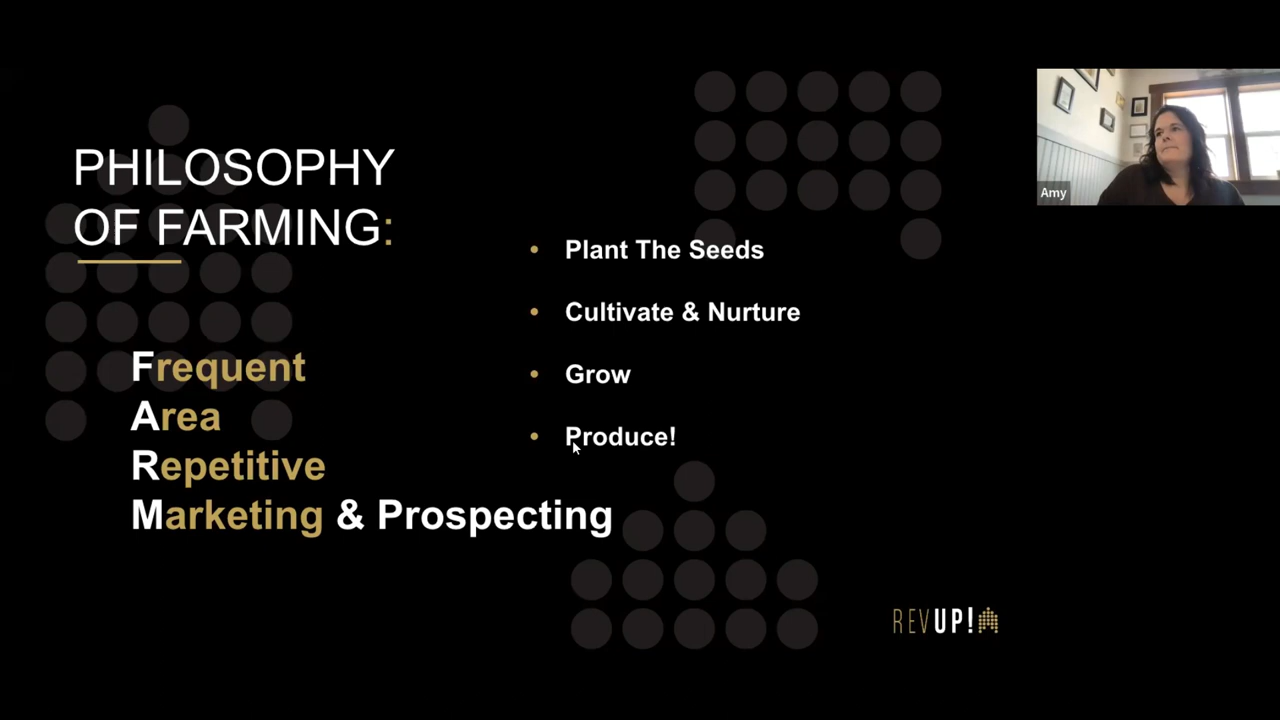 PHILOSOPHY
OF FARMING:
Frequent
Area
Repetitive
Marketing & Prospecting
• Plant The Seeds
• Cultivate & Nurture
• Grow
• Produce!
Amy
REVUP!